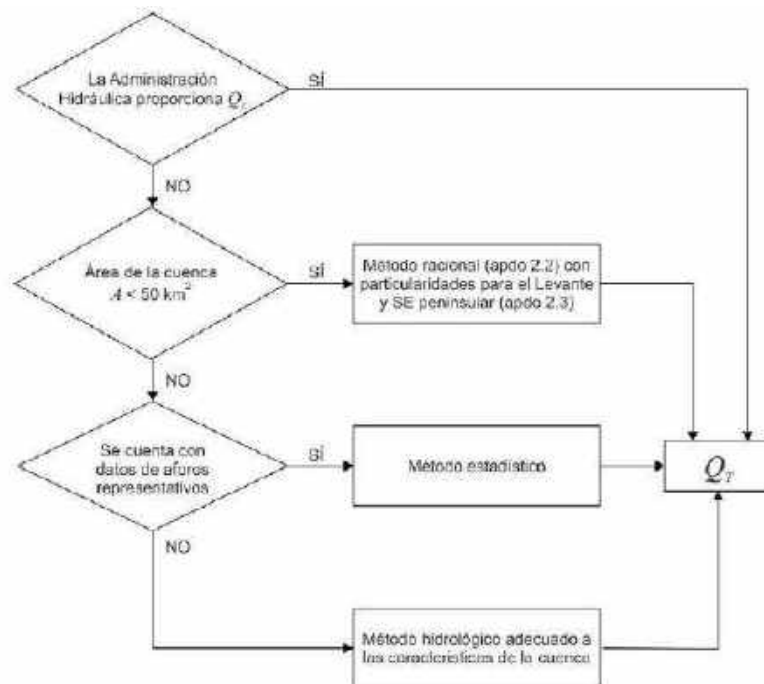 La Administración
Hidráulica proporciona Q_T
SÍ
NO
Área de la cuenca
A < 50 km²
SÍ
Método racional (apdo 2.2) con
particularidades para el Levante
y SE peninsular (apdo 2.3)
NO
Se cuenta con
datos de aforos
representativos
SÍ
Método estadístico
Q_T
NO
Método hidrológico adecuado a
las características de la cuenca